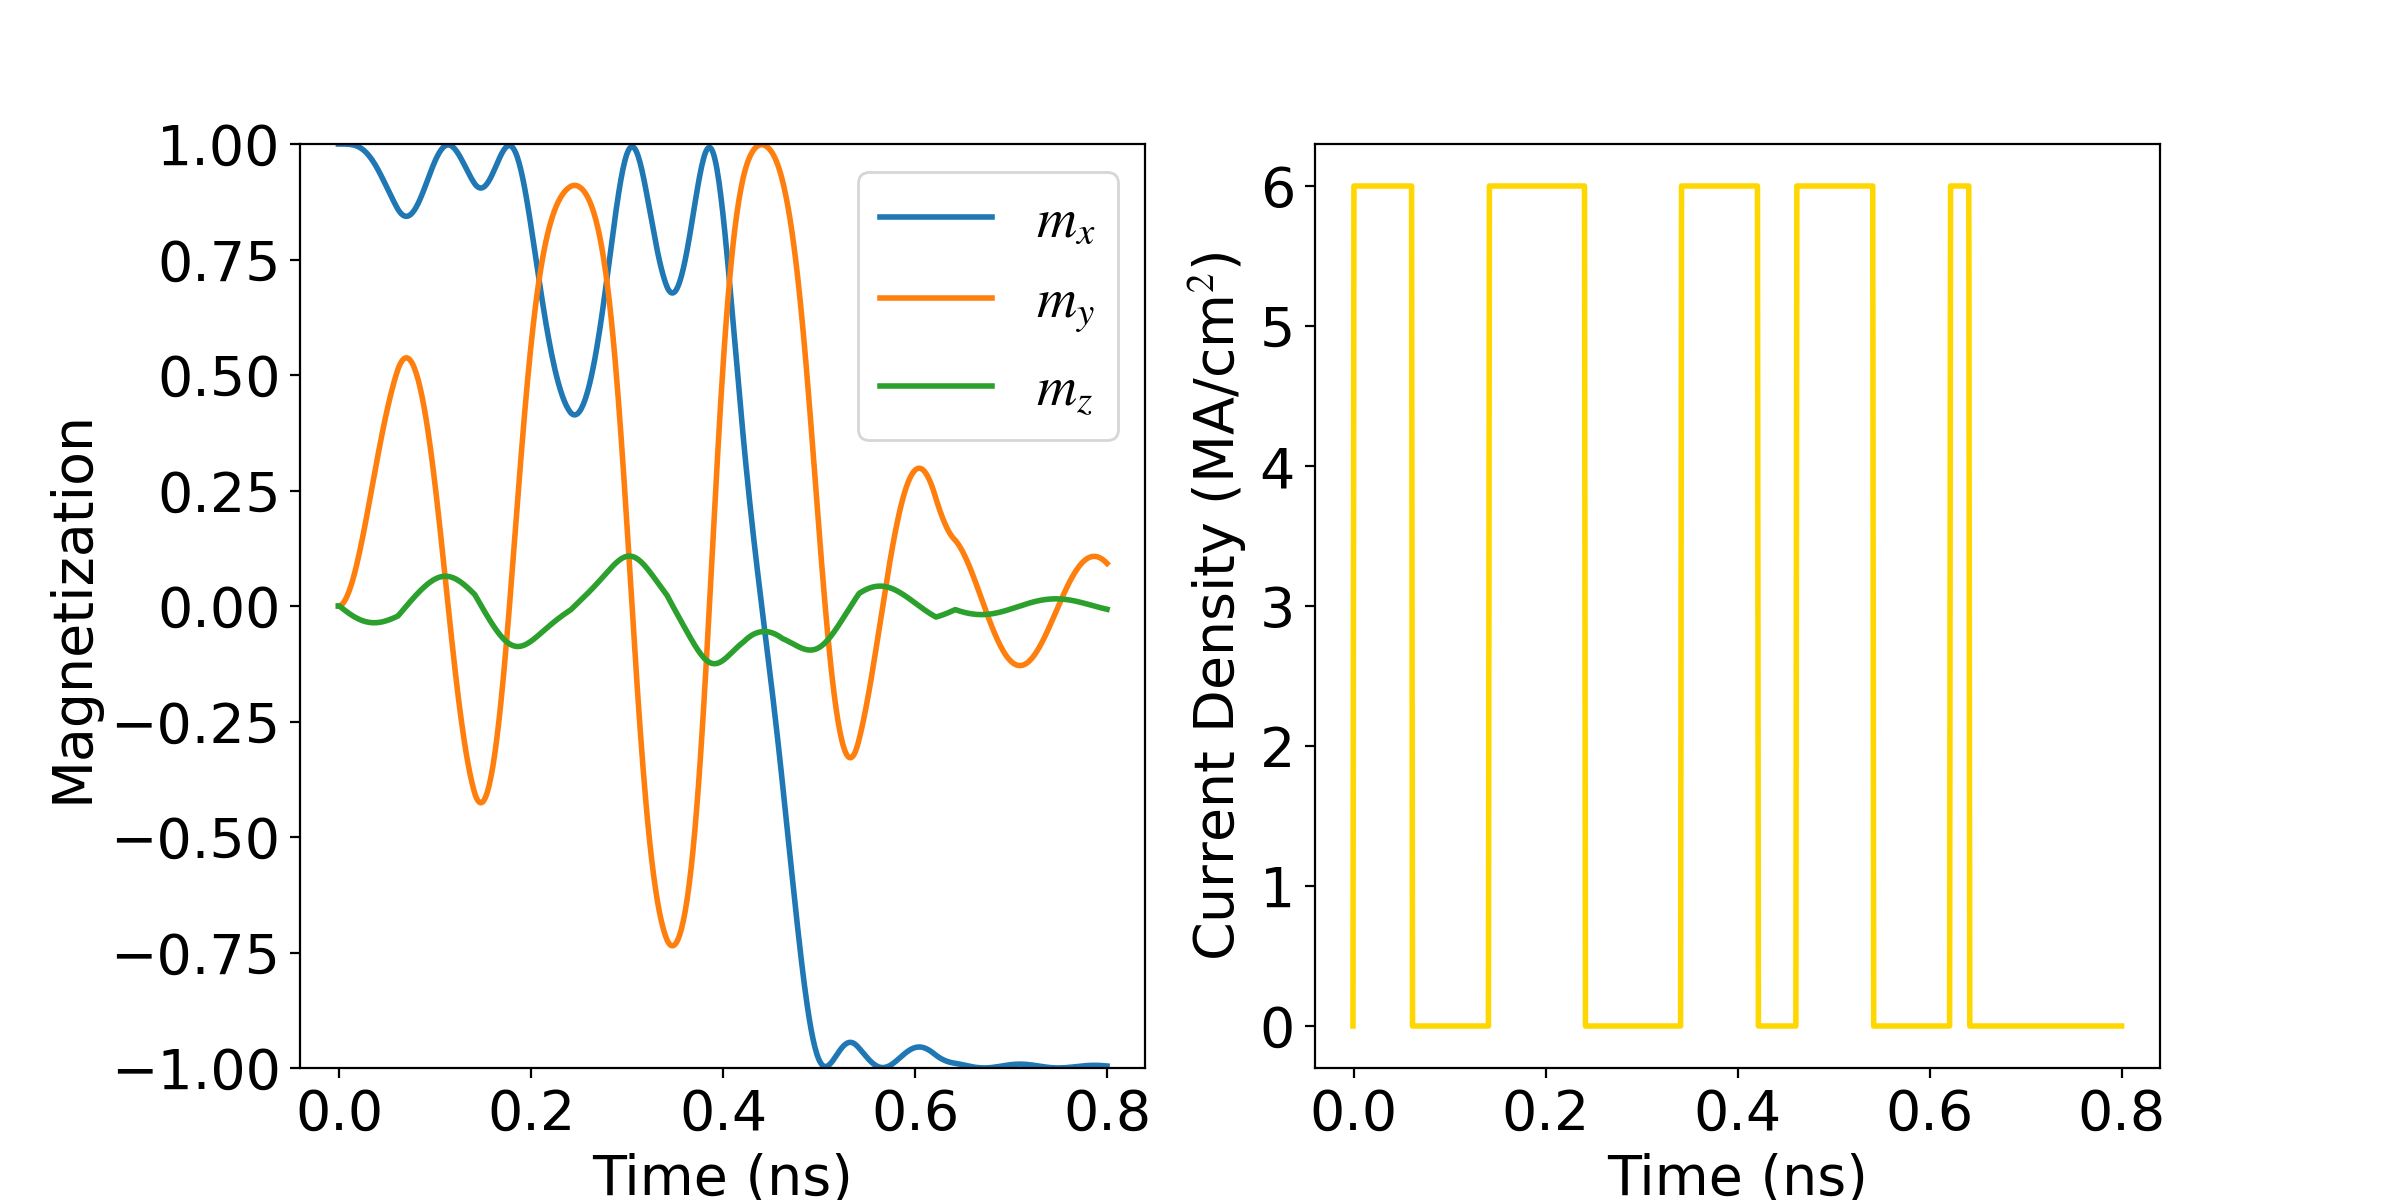 Magnetization
1.00
0.75
0.50
0.25
0.00
−0.25
−0.50
−0.75
−1.00
0.0 0.2 0.4 0.6 0.8
Time (ns)
m_x
m_y
m_z
Current Density (MA/cm²)
6
5
4
3
2
1
0
0.0 0.2 0.4 0.6 0.8
Time (ns)